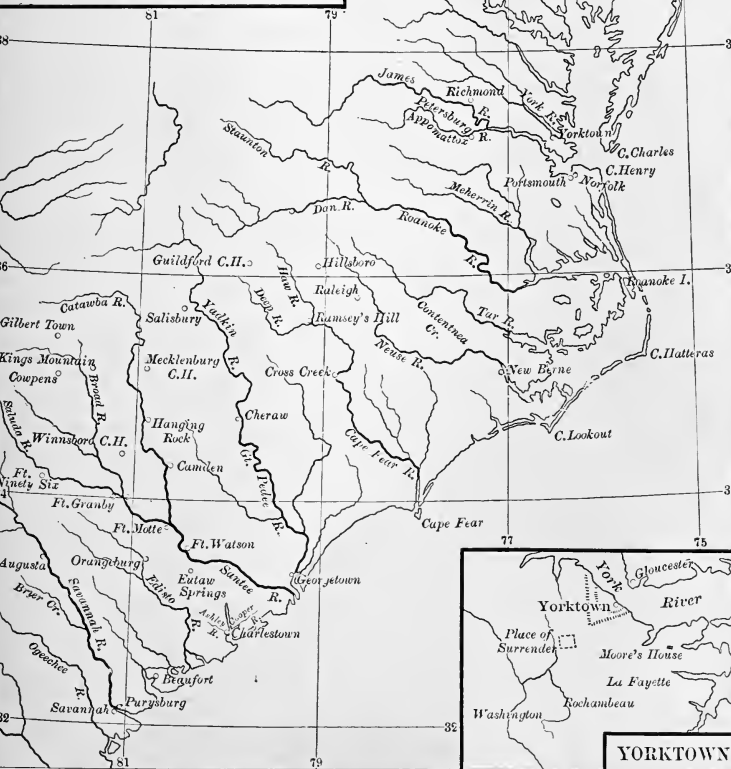 81
79
38
James
Richmond
R.
York R.
Petersburg
Appomattox R.
Yorktown
C. Charles
Staunton R.
C. Henry
Portsmouth
Norfolk
Meherrin R.
Dan. R.
Roanoke R.
Guildford C.H.
Hillsboro
36
Haw R.
Roanoke I.
Raleigh
Deep R.
Catawba R.
Contentnea Cr.
Tar R.
Salisbury
Yadkin R.
Ramsey's Hill
Gilbert Town
C. Hatteras
Neuse R.
Kings Mountain
Mecklenburg
C.H.
Cross Creek
New Berne
Cowpens
Broad R.
Saluda R.
Cheraw
Hanging
Rock
Winnsboro C.H.
C. Lookout
Cape Fear R.
Gt. Pedee R.
Camden
Ft.
Ninety Six
Ft. Granby
Cape Fear
77
75
Ft. Motte
Ft. Watson
Orangeburg
Augusta
Eutaw
Springs
Santee R.
Georgetown
Edisto R.
Brier Cr.
Savannah R.
Ashley R.
Cooper R.
Charlestown
Ogeechee R.
Beaufort
Purysburg
Savannah
32
32
81
79
York
Gloucester
Yorktown
River
Place of
Surrender
Moore's House
La Fayette
Rochambeau
Washington
YORKTOWN